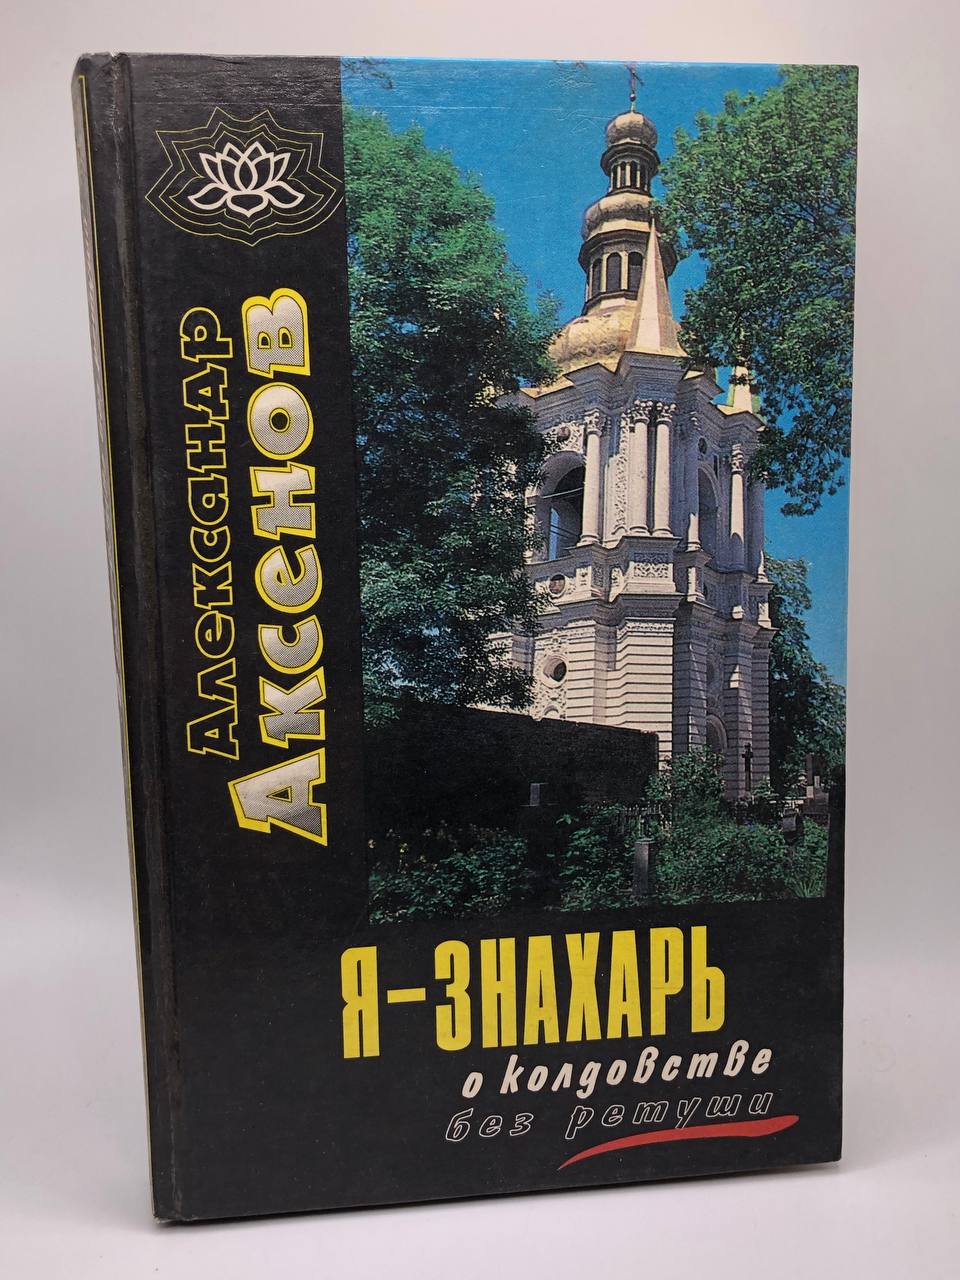 Александр
Аксенов
Я-ЗНАХАРЬ
о колдовстве
без ретуши